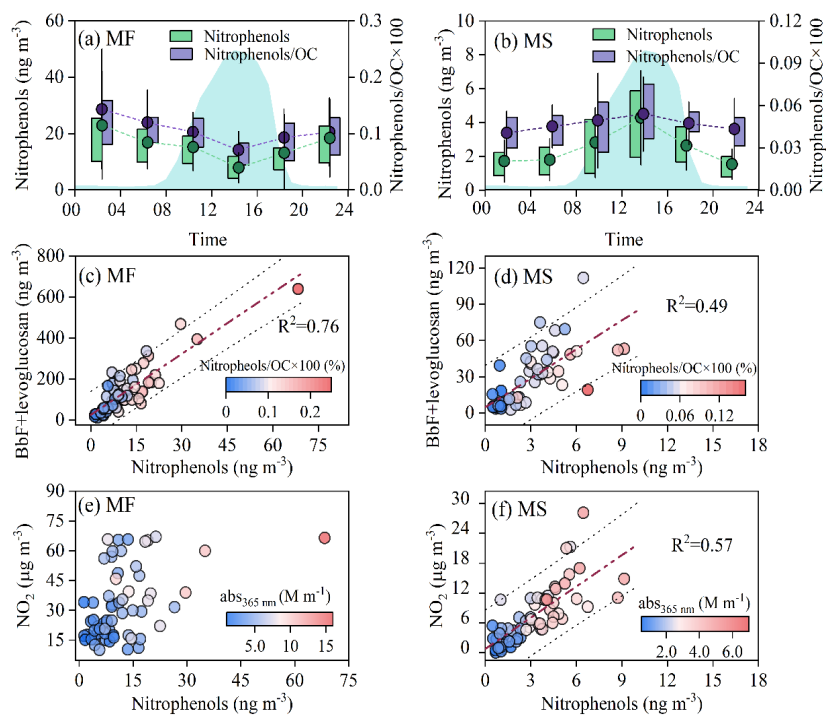 (a) MF
Nitrophenols
Nitrophenols/OC
Nitrophenols (ng m-3)
60
40
20
0
0.3
0.2
0.1
0.0
Nitrophenols/OC×100
00 04 08 12 16 20 24
Time
(b) MS
Nitrophenols
Nitrophenols/OC
Nitrophenols (ng m-3)
10
8
6
4
2
0
0.12
0.09
0.06
0.03
0.00
Nitrophenols/OC×100
00 04 08 12 16 20 24
Time
(c) MF
R2=0.76
Nitropheols/OC×100 (%)
0 0.1 0.2
BbF+levoglucosan (ng m-3)
800
600
400
200
0
0 15 30 45 60 75
Nitrophenols (ng m-3)
(d) MS
R2=0.49
Nitropheols/OC×100 (%)
0 0.06 0.16
BbF+levoglucosan (ng m-3)
120
90
60
30
0
0 3 6 9 12 15 18
Nitrophenols (ng m-3)
(e) MF
abs365 nm (M m-1)
5.0 10 15
NO2 (µg m-3)
90
75
60
45
30
15
0 15 30 45 60 75
Nitrophenols (ng m-3)
(f) MS
R2=0.57
abs365 nm (M m-1)
2.0 4.0 6.0
NO2 (µg m-3)
30
24
18
12
6
0
0 3 6 9 12 15 18
Nitrophenols (ng m-3)